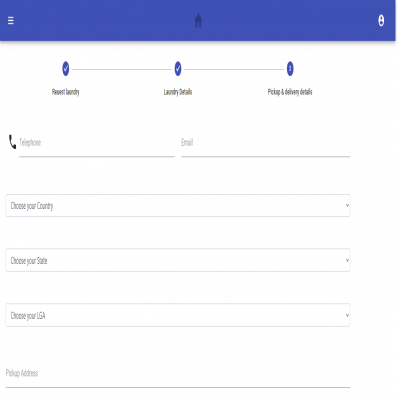 Reuest laundry
Laundry Details
3
Pickup & delivery details
Telephone
Email
Choose your Country
Choose your State
Choose your LGA
Pickup Address